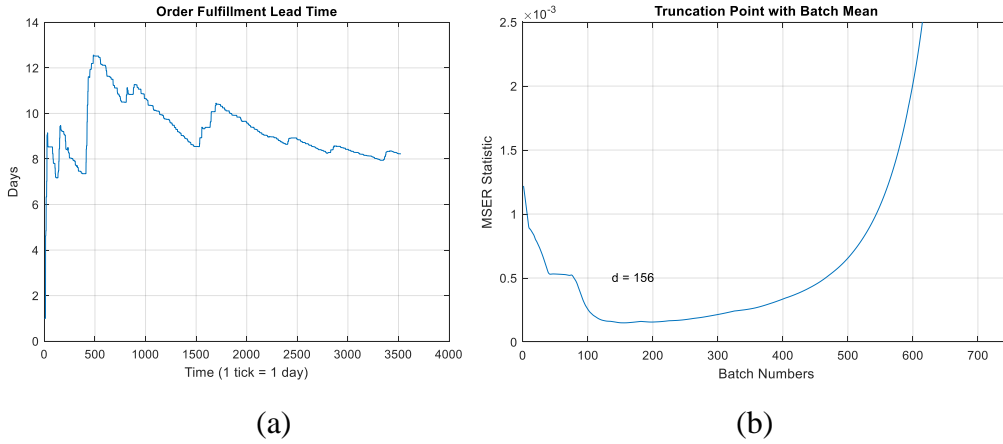 Order Fulfillment Lead Time
14
12
10
8
6
4
2
0
Days
0 500 1000 1500 2000 2500 3000 3500 4000
Time (1 tick = 1 day)
(a)
×10⁻³
Truncation Point with Batch Mean
2.5
2
1.5
1
0.5
0
MSER Statistic
d = 156
0 100 200 300 400 500 600 700
Batch Numbers
(b)